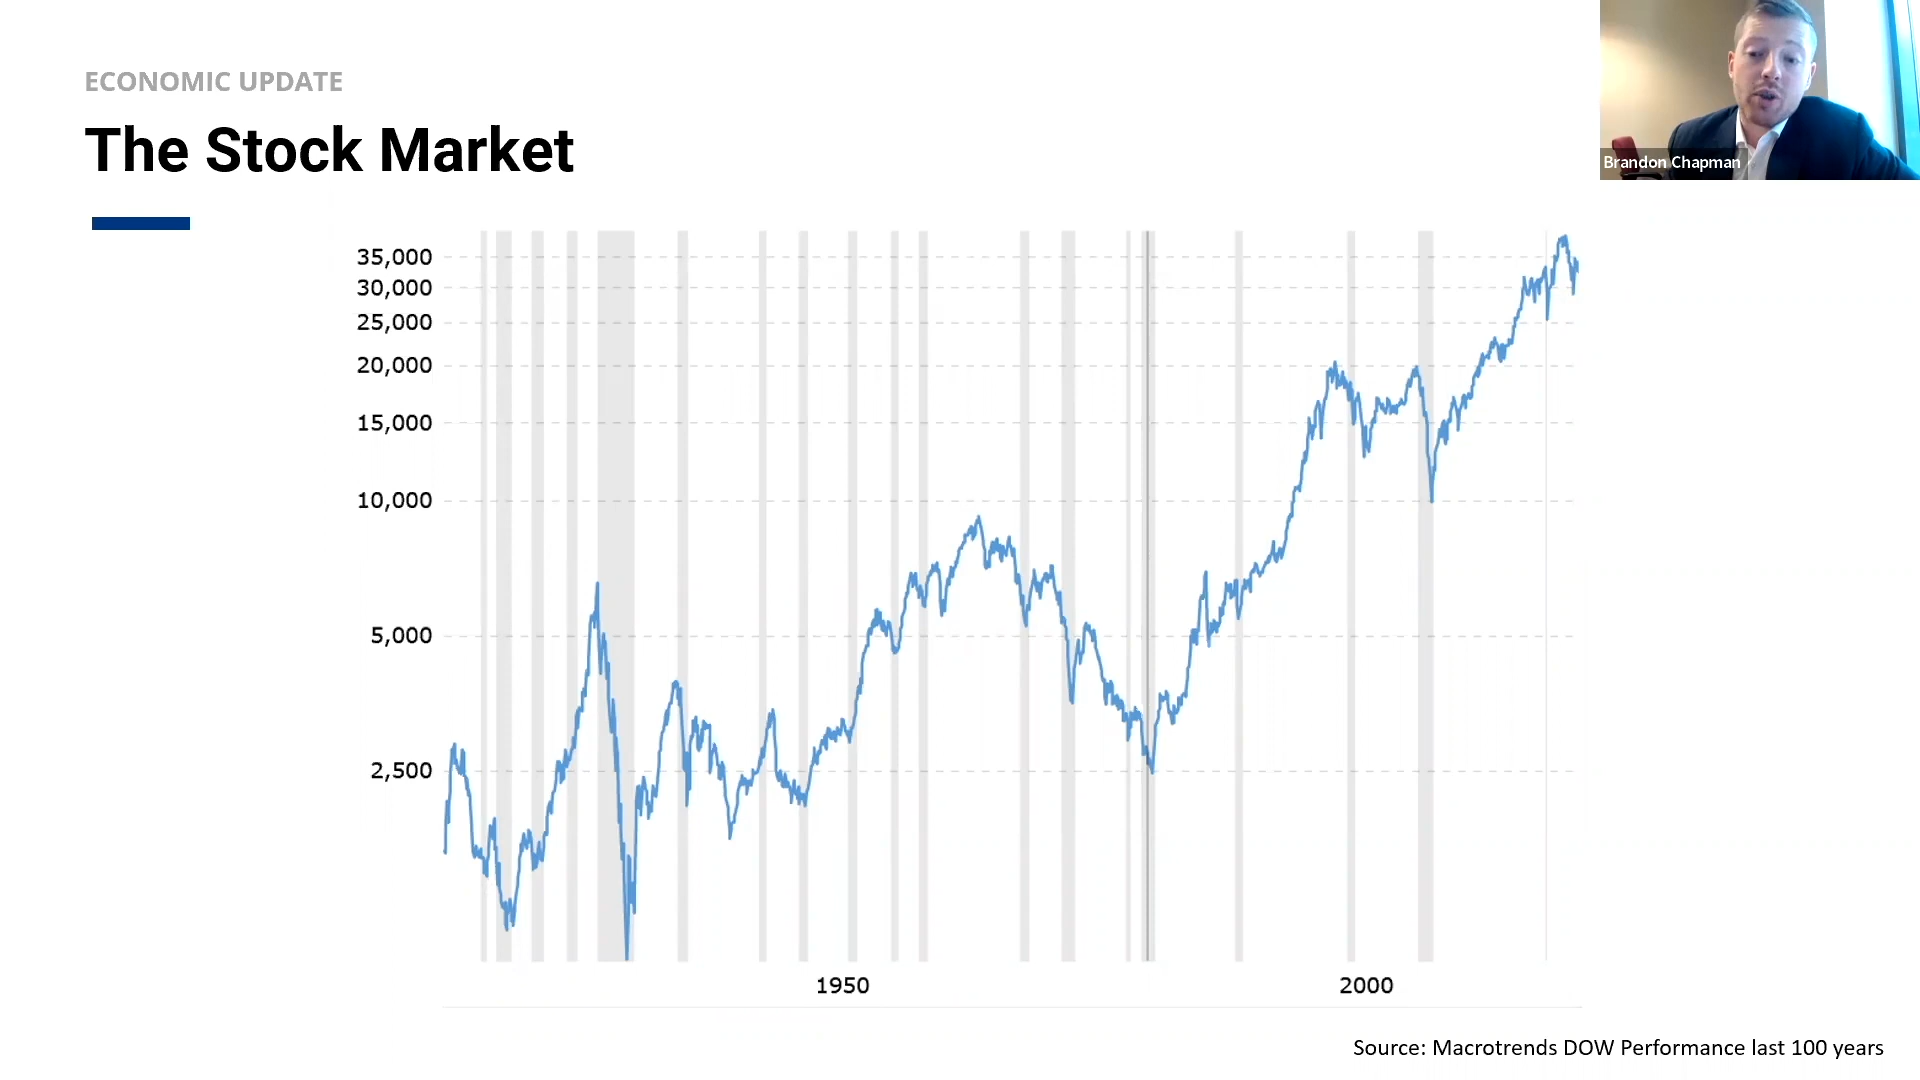 ECONOMIC UPDATE
The Stock Market
Brandon Chapman
35,000
30,000
25,000
20,000
15,000
10,000
5,000
2,500
1950
2000
Source: Macrotrends DOW Performance last 100 years